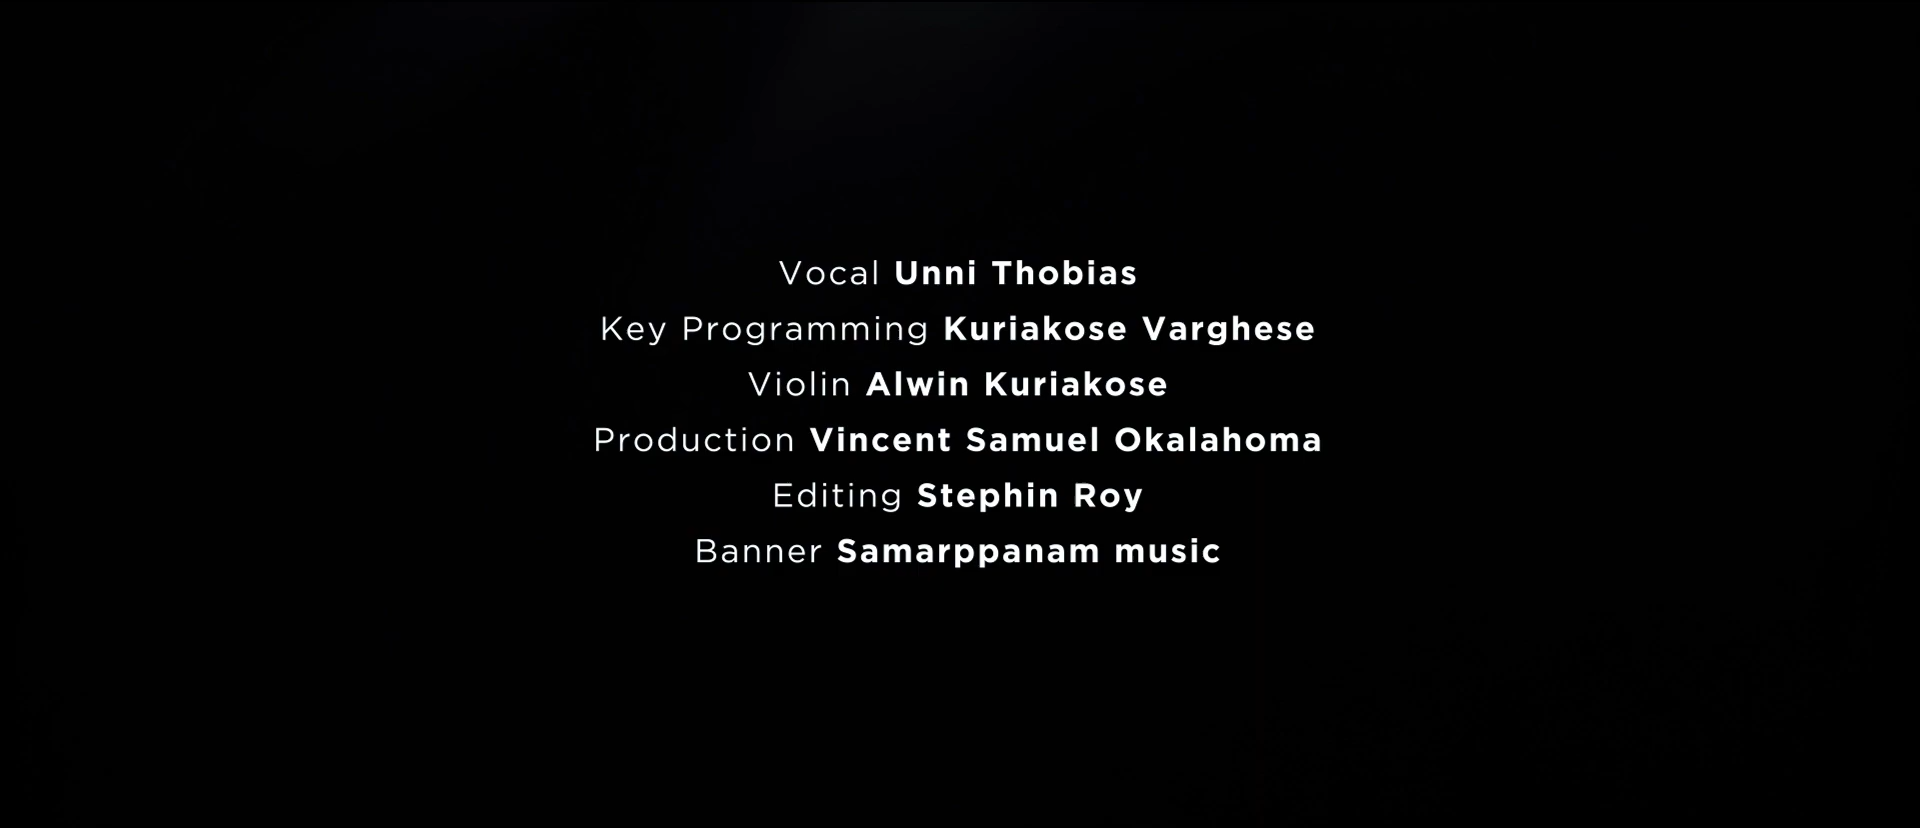 Vocal Unni Thobias
Key Programming Kuriakose Varghese
Violin Alwin Kuriakose
Production Vincent Samuel Okalahoma
Editing Stephin Roy
Banner Samarppanam music